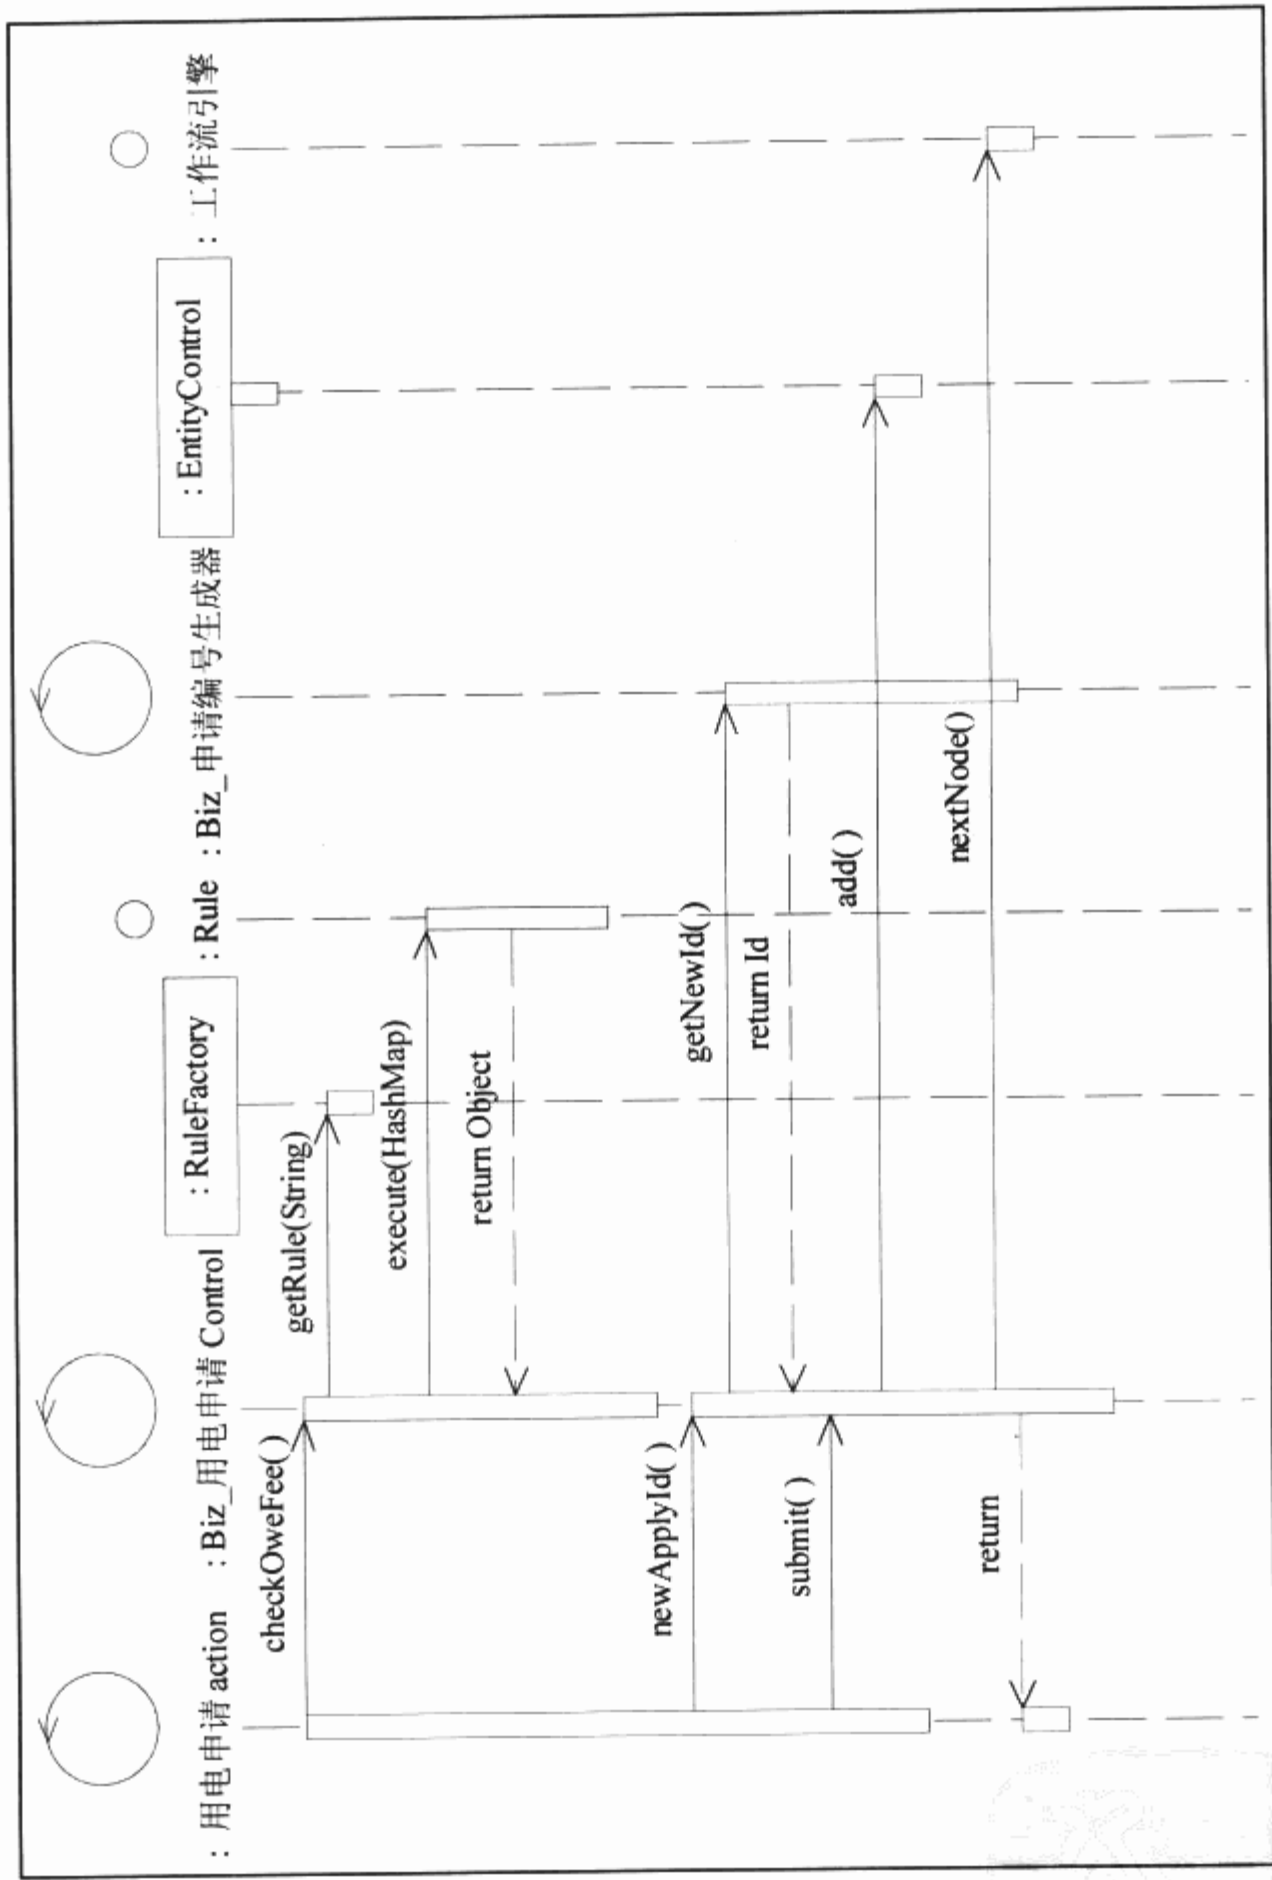 : 用电申请 action
: Biz_用电申请 Control
: RuleFactory
: Rule
: Biz_申请编号生成器
: EntityControl
: 工作流引擎
checkOweFee( )
getRule(String)
execute(HashMap)
return Object
newApplyId( )
getNewId( )
return Id
submit( )
add( )
nextNode()
return